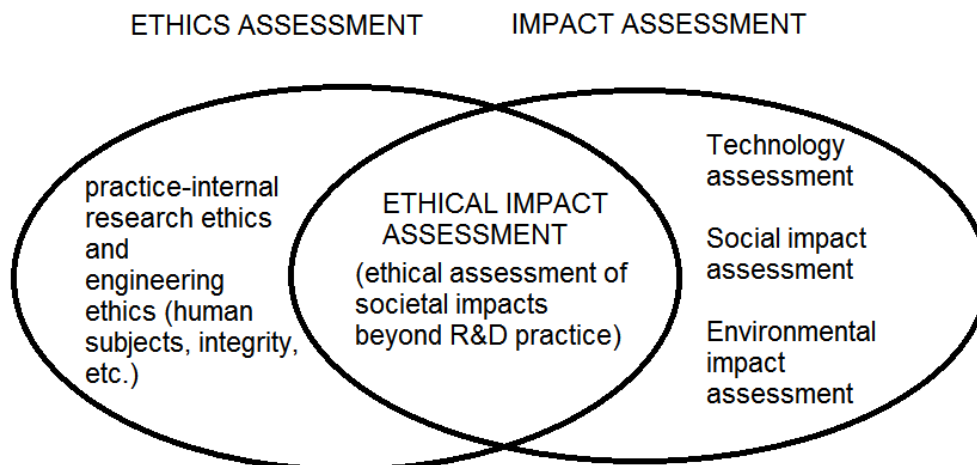 ETHICS ASSESSMENT
IMPACT ASSESSMENT
practice-internal
research ethics
and
engineering
ethics (human
subjects, integrity,
etc.)
ETHICAL IMPACT
ASSESSMENT
(ethical assessment of
societal impacts
beyond R&D practice)
Technology
assessment
Social impact
assessment
Environmental
impact
assessment